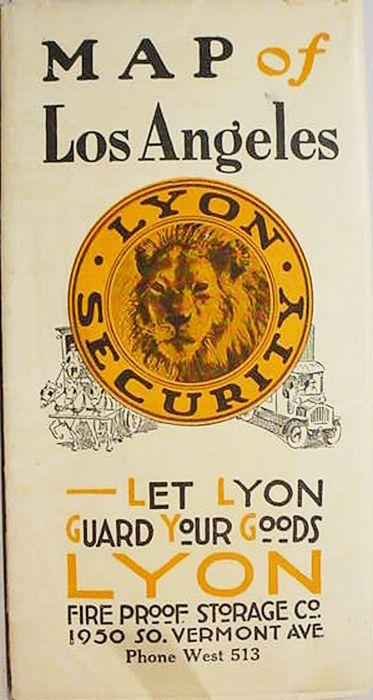 MAP of
Los Angeles
· LYON ·
SECURITY
— LET LYON
GUARD YOUR GOODS
LYON
FIRE PROOF STORAGE CO.
1950 SO. VERMONT AVE
Phone West 513